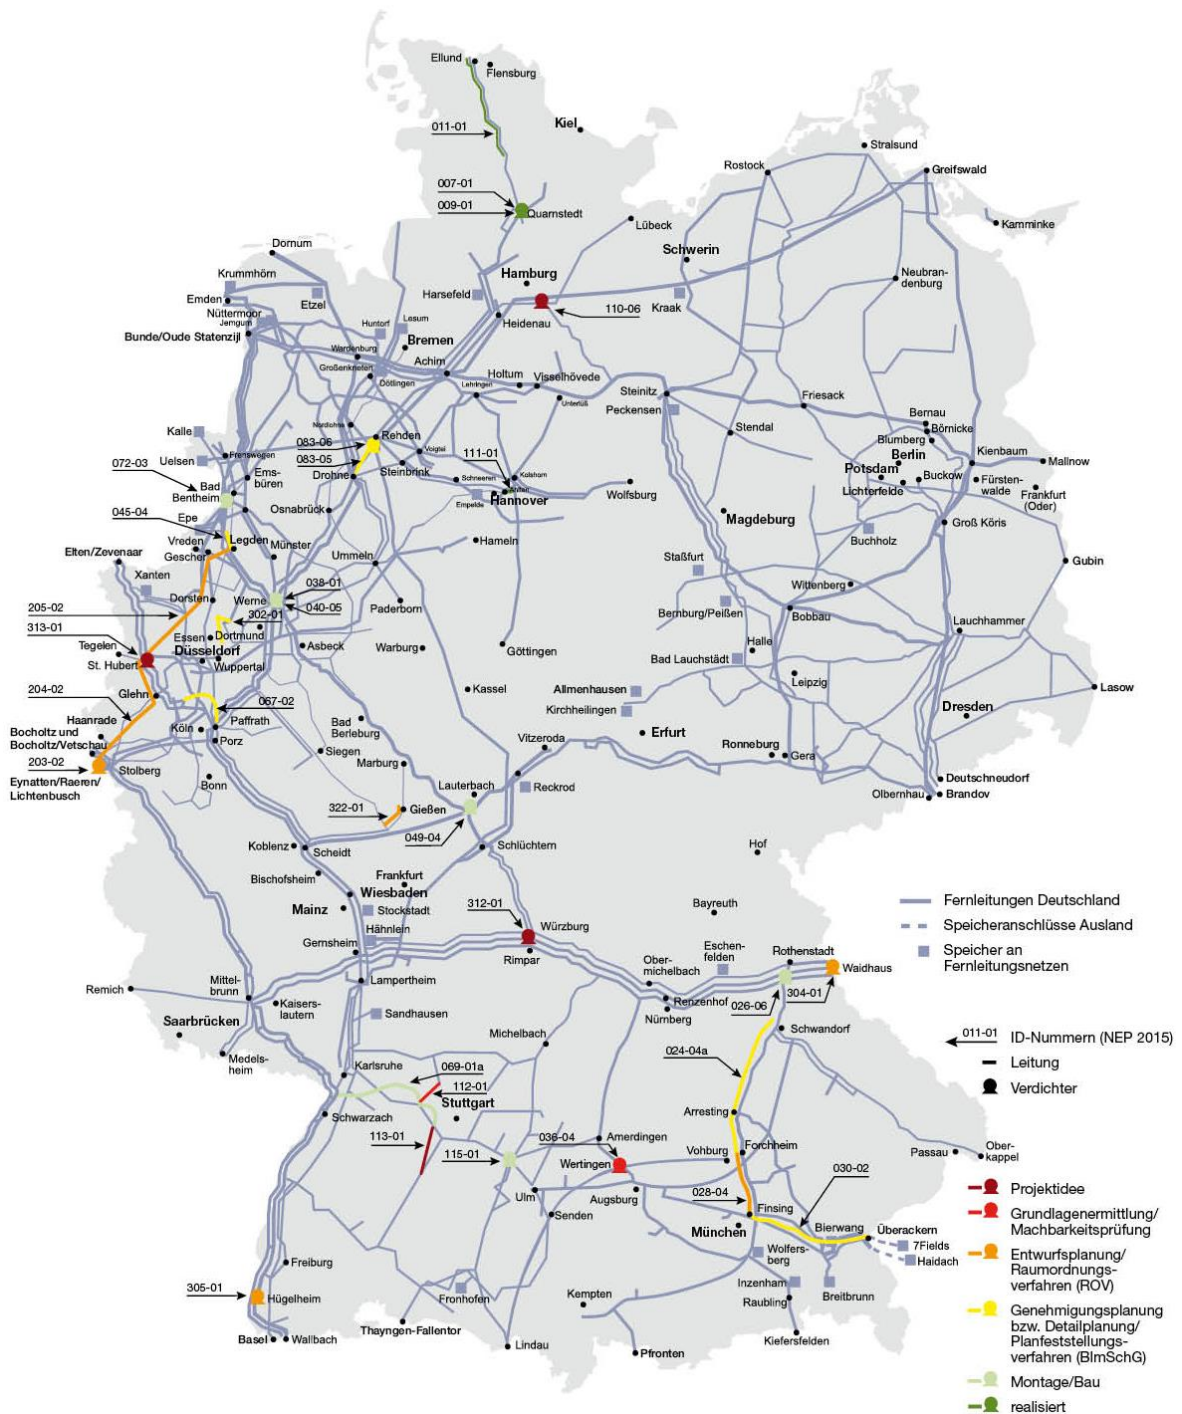 Ellund
Flensburg
011-01
Kiel
Stralsund
Rostock
Greifswald
007-01
009-01
Quarnstedt
Lübeck
Kamminke
Dornum
Schwerin
Krummhörn
Hamburg
Neubran-
denburg
Emden
Etzel
Harsefeld
110-06
Kraak
Nüttermoor
Jemgum
Heidenau
Huntorf
Lesum
Bunde/Oude Statenzijl
Bremen
Wardenburg
Achim
Großenkneten
Döttlingen
Lehringen
Holtum
Visselhövede
Unterlüß
Steinitz
Peckensen
Friesack
Bernau
Börnicke
Blumberg
Berlin
Kienbaum
Mallnow
Nordlohne
Rehden
Kalle
083-06
Voigtei
Stendal
Frenswegen
083-05
111-01
Uelsen
072-03
Ems-
büren
Drohne
Steinbrink
Kolshorn
Schneeren
Ahlten
Potsdam
Buckow
Lichterfelde
Fürsten-
walde
Frankfurt
(Oder)
Bad
Bentheim
Empelde
Hannover
Wolfsburg
045-04
Osnabrück
Magdeburg
Groß Köris
Epe
Buchholz
Vreden
Legden
Münster
Hameln
Elten/Zevenaar
Gescher
Ummeln
Staßfurt
Gubin
Xanten
038-01
Wittenberg
Dorsten
Werne
040-05
Paderborn
205-02
302-01
Bernburg/Peißen
Bobbau
313-01
Essen
Dortmund
Lauchhammer
Tegelen
Düsseldorf
Asbeck
Warburg
Göttingen
Halle
St. Hubert
Wuppertal
Bad Lauchstädt
Glehn
Kassel
Allmenhausen
Leipzig
Lasow
204-02
067-02
Kirchheilingen
Haanrade
Paffrath
Bad
Berleburg
Dresden
Köln
Bocholtz und
Bocholtz/Vetschau
Porz
Vitzeroda
Erfurt
Siegen
Ronneburg
Gera
203-02
Stolberg
Marburg
Eynatten/Raeren/
Lichtenbusch
Bonn
Lauterbach
Reckrod
Deutschneudorf
Olbernhau
Brandov
322-01
Gießen
049-04
Koblenz
Scheidt
Schlüchtern
Hof
Bischofsheim
Frankfurt
Wiesbaden
Mainz
Stockstadt
312-01
Bayreuth
Hähnlein
Würzburg
Gernsheim
Rimpar
Eschen-
felden
Rothenstadt
Ober-
michelbach
Waidhaus
Remich
Mittel-
brunn
Lampertheim
026-06
304-01
Kaisers-
lautern
Renzenhof
Nürnberg
Saarbrücken
Sandhausen
Schwandorf
Medels-
heim
Michelbach
024-04a
Karlsruhe
069-01a
112-01
Stuttgart
Schwarzach
Arresting
113-01
115-01
036-04
Amerdingen
Forchheim
Passau
Ober-
kappel
Wertingen
Vohburg
030-02
Ulm
Augsburg
028-04
Finsing
Senden
München
Bierwang
Überackern
7Fields
Haidach
Freiburg
Wolfers-
berg
305-01
Hügelheim
Fronhofen
Kempten
Inzenham
Breitbrunn
Raubling
Thayngen-Fallentor
Basel
Wallbach
Lindau
Pfronten
Kiefersfelden
Fernleitungen Deutschland
Speicheranschlüsse Ausland
Speicher an
Fernleitungsnetzen
011-01
ID-Nummern (NEP 2015)
Leitung
Verdichter
Projektidee
Grundlagenermittlung/
Machbarkeitsprüfung
Entwurfsplanung/
Raumordnungs-
verfahren (ROV)
Genehmigungsplanung
bzw. Detailplanung/
Planfeststellungs-
verfahren (BImSchG)
Montage/Bau
realisiert